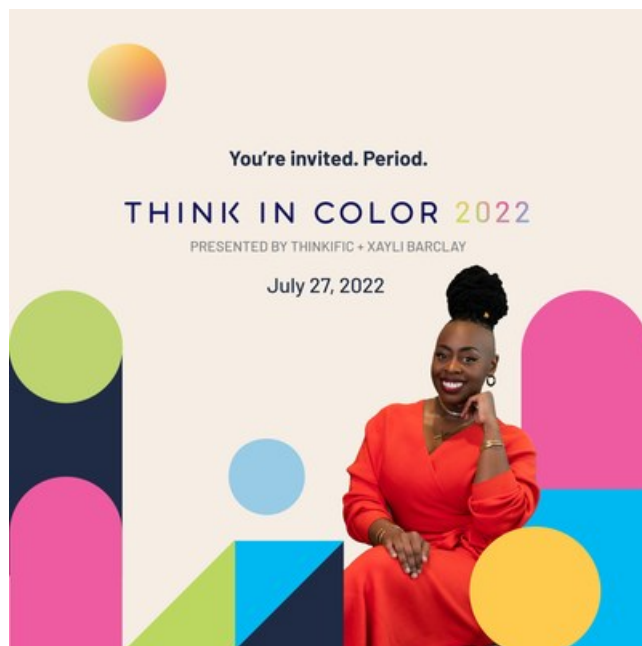 You're invited. Period.
THINK IN COLOR 2022
PRESENTED BY THINKIFIC + XAYLI BARCLAY
July 27, 2022